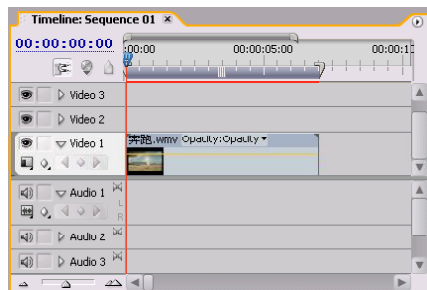 Timeline: Sequence 01 ×
00:00:00:00
:00:00 00:00:05:00 00:00:1
Video 3
Video 2
Video 1
奔跑.wmv Opacity:Opacity
Audio 1
L
R
Audio 2
Audio 3